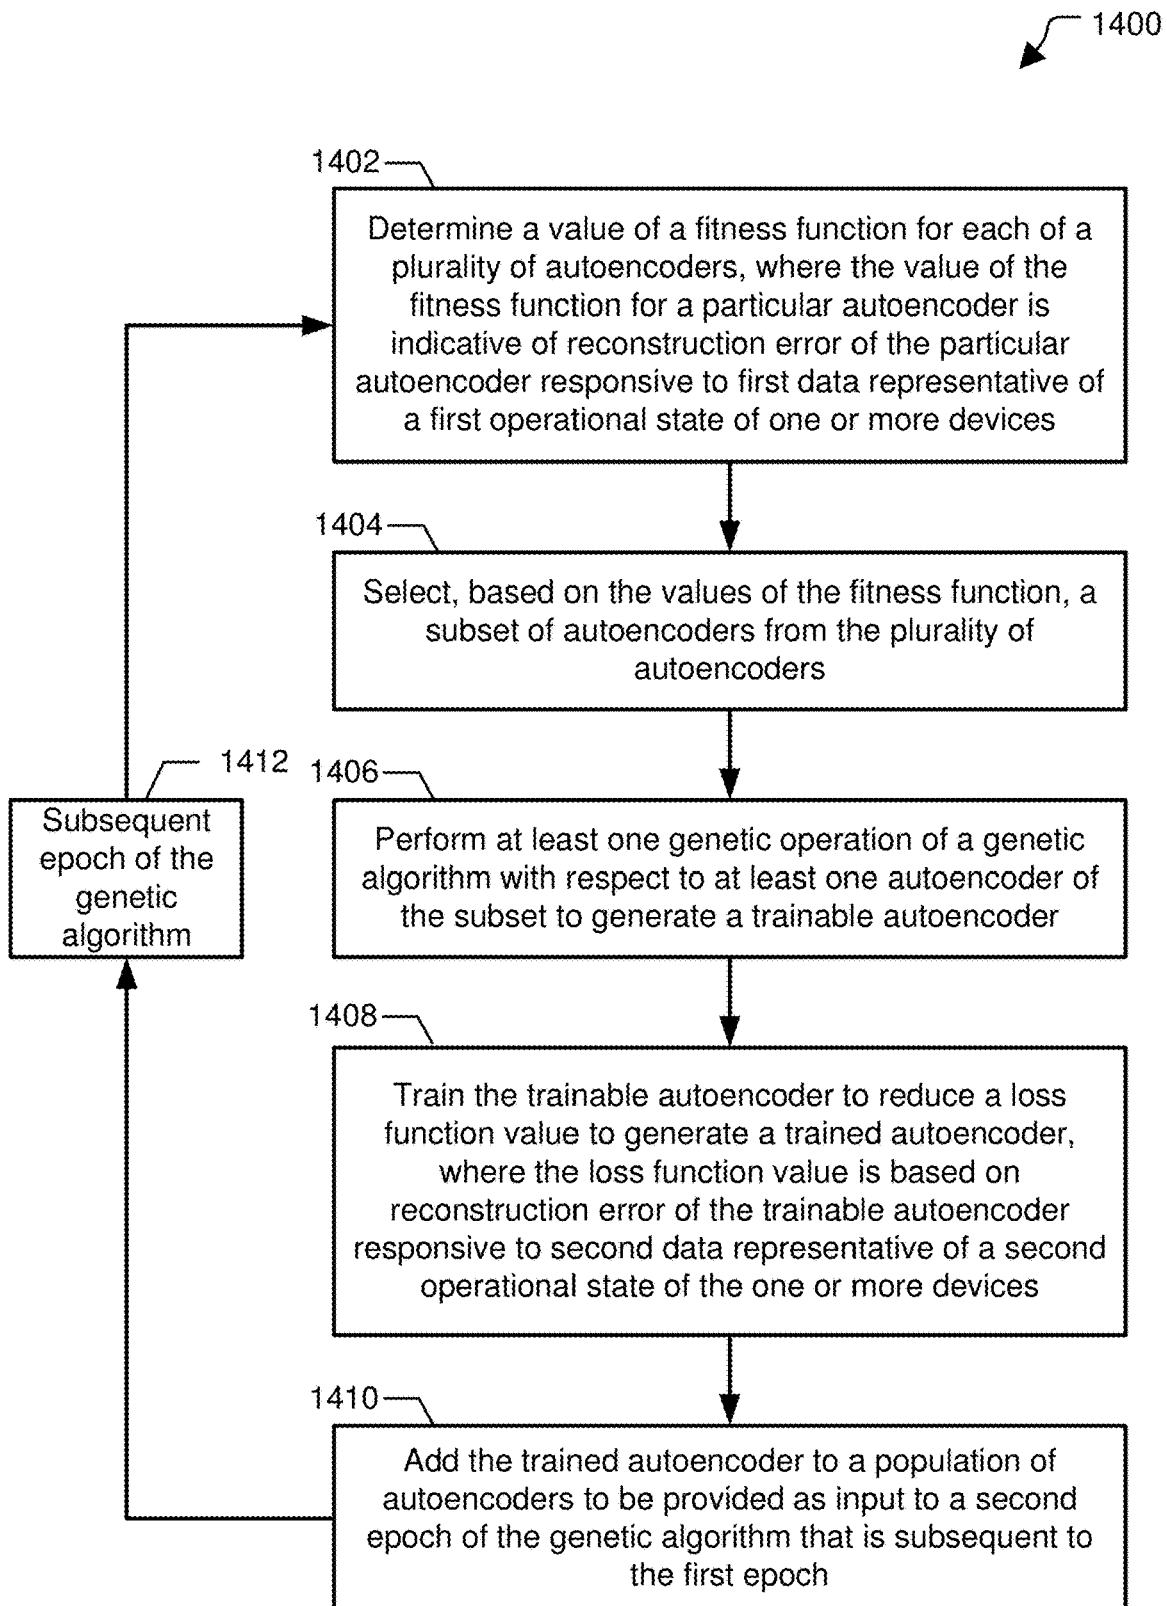 1400
1402
Determine a value of a fitness function for each of a
plurality of autoencoders, where the value of the
fitness function for a particular autoencoder is
indicative of reconstruction error of the particular
autoencoder responsive to first data representative of
a first operational state of one or more devices
1404
Select, based on the values of the fitness function, a
subset of autoencoders from the plurality of
autoencoders
1412
Subsequent
epoch of the
genetic
algorithm
1406
Perform at least one genetic operation of a genetic
algorithm with respect to at least one autoencoder of
the subset to generate a trainable autoencoder
1408
Train the trainable autoencoder to reduce a loss
function value to generate a trained autoencoder,
where the loss function value is based on
reconstruction error of the trainable autoencoder
responsive to second data representative of a second
operational state of the one or more devices
1410
Add the trained autoencoder to a population of
autoencoders to be provided as input to a second
epoch of the genetic algorithm that is subsequent to
the first epoch